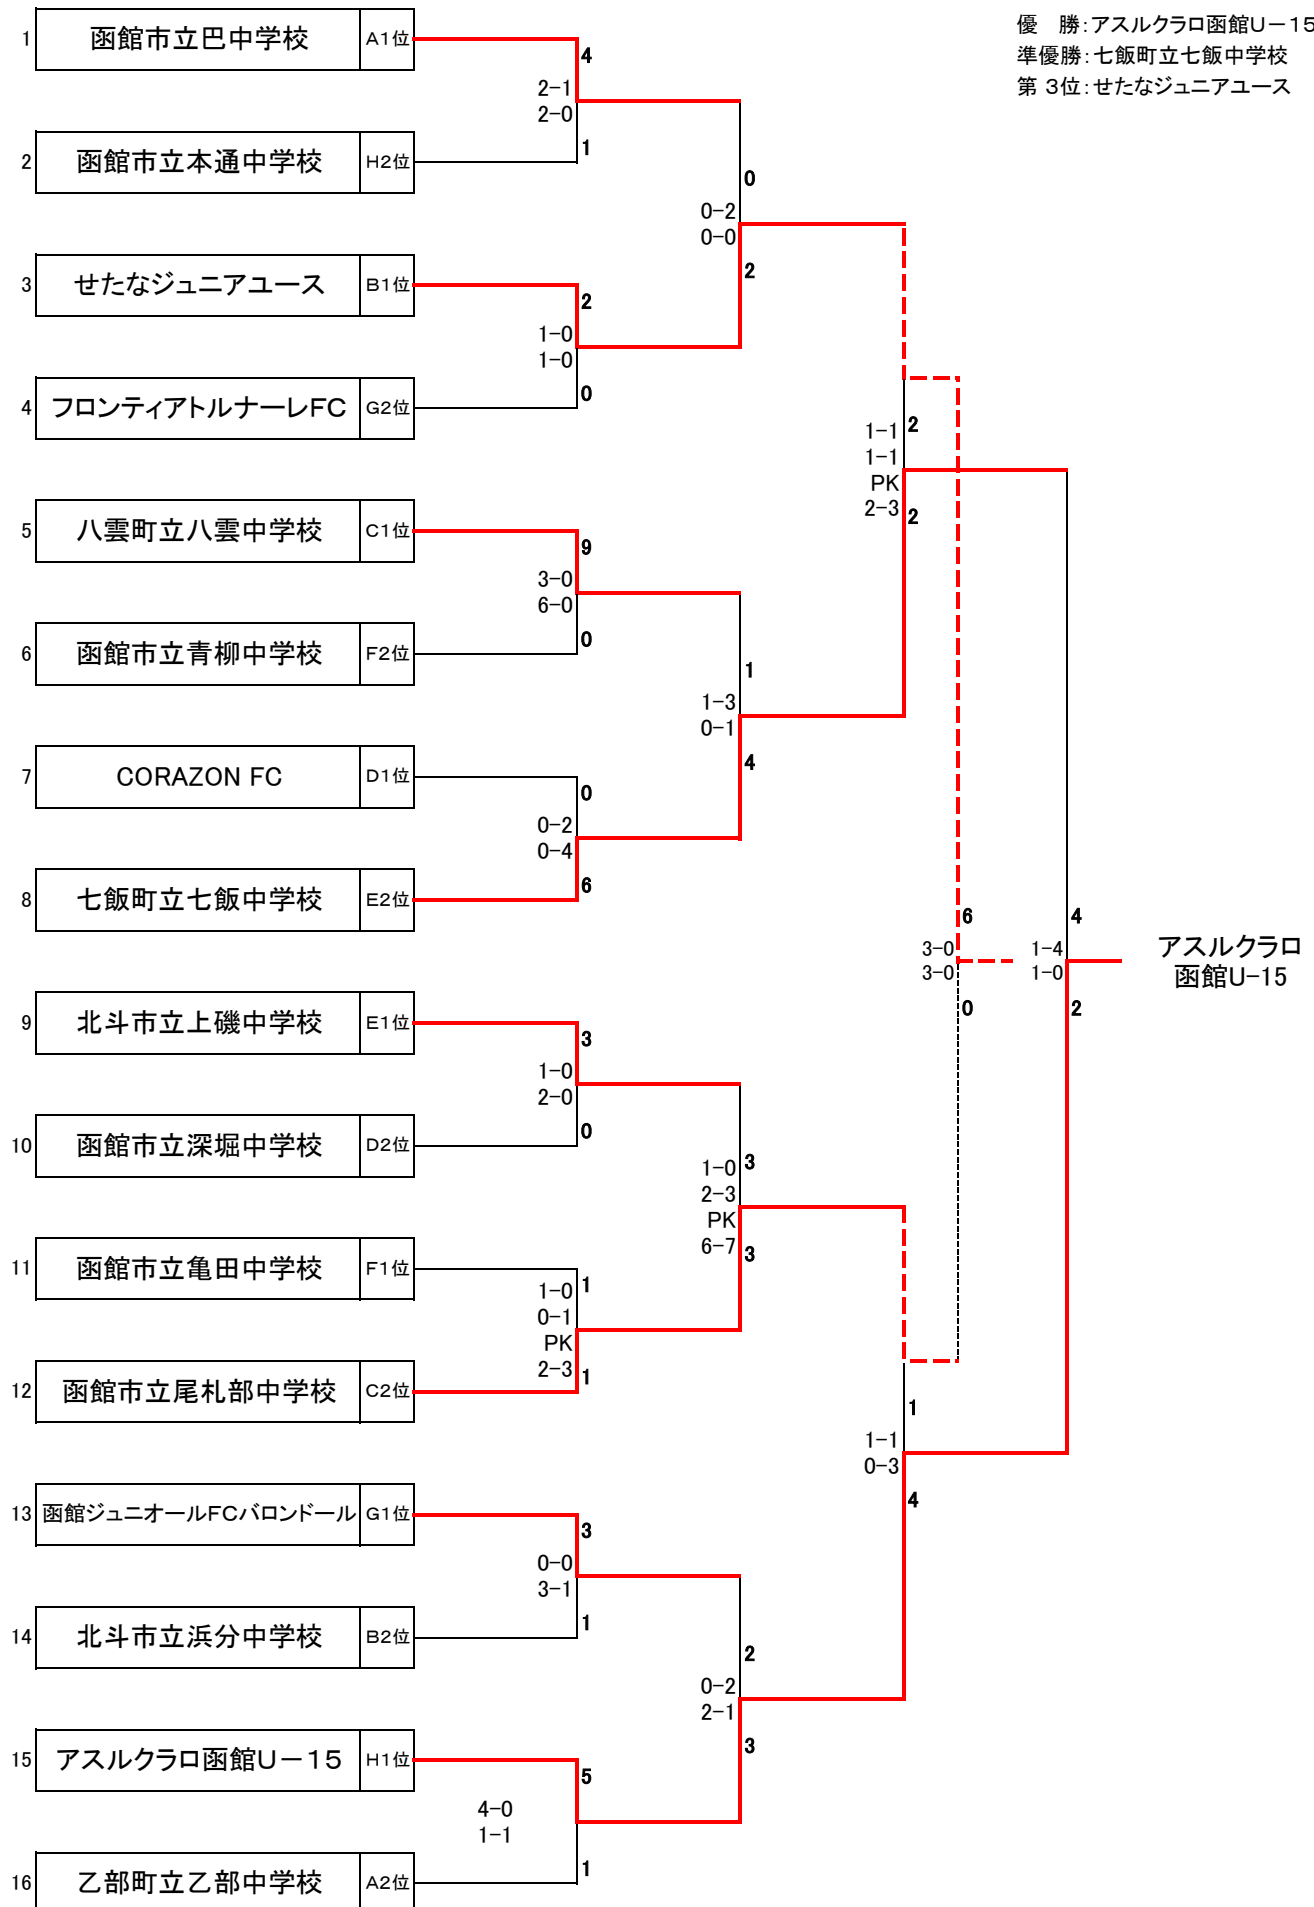 優　勝：アスルクラロ函館U－15
準優勝：七飯町立七飯中学校
第 3位：せたなジュニアユース
1 函館市立巴中学校 A1位
4
2-1
2-0
1
2 函館市立本通中学校 H2位
0
0-2
0-0
2
3 せたなジュニアユース B1位
2
1-0
1-0
0
4 フロンティアトルナーレFC G2位
2
1-1
1-1
PK
2-3
2
5 八雲町立八雲中学校 C1位
9
3-0
6-0
0
6 函館市立青柳中学校 F2位
1
1-3
0-1
4
7 CORAZON FC D1位
0
0-2
0-4
6
8 七飯町立七飯中学校 E2位
6
3-0
3-0
0
4
1-4
1-0
2
アスルクラロ
函館U-15
9 北斗市立上磯中学校 E1位
3
1-0
2-0
0
10 函館市立深堀中学校 D2位
3
1-0
2-3
PK
6-7
3
11 函館市立亀田中学校 F1位
1
1-0
0-1
PK
2-3
1
12 函館市立尾札部中学校 C2位
1
1-1
0-3
4
13 函館ジュニオールFCバロンドール G1位
3
0-0
3-1
1
14 北斗市立浜分中学校 B2位
2
0-2
2-1
3
15 アスルクラロ函館U－15 H1位
5
4-0
1-1
1
16 乙部町立乙部中学校 A2位